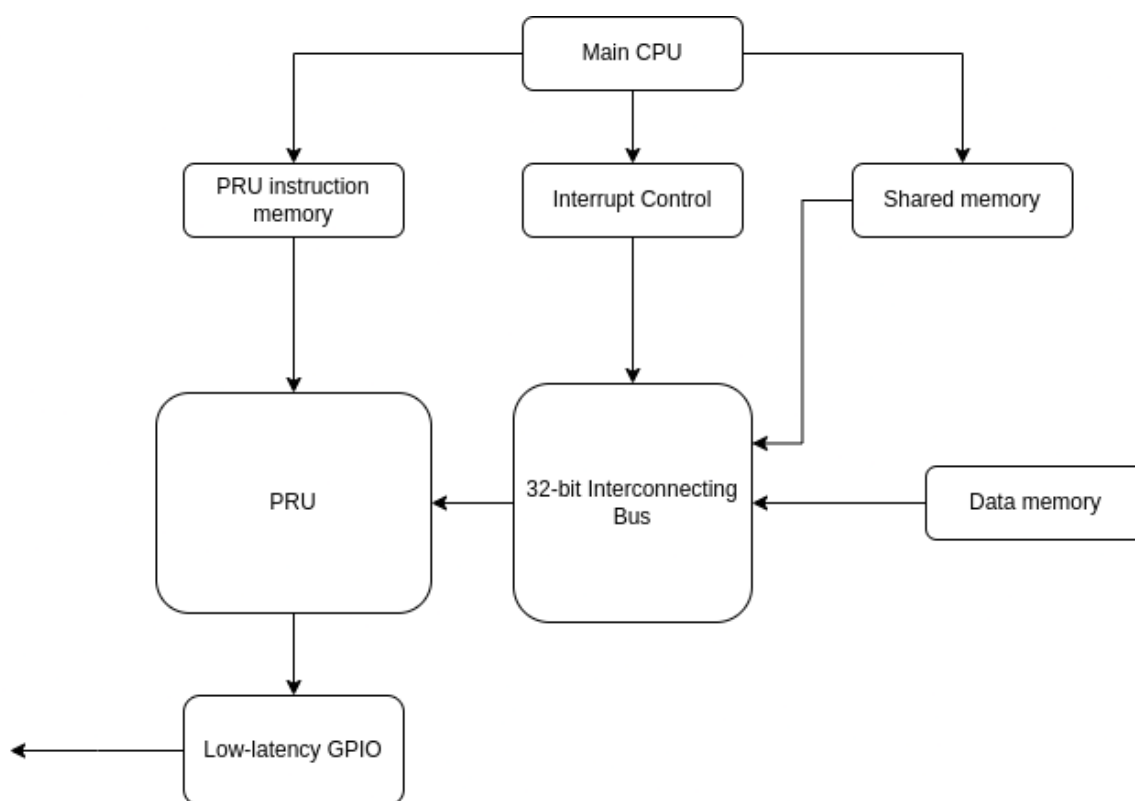 Main CPU
PRU instruction
memory
Interrupt Control
Shared memory
PRU
32-bit Interconnecting
Bus
Data memory
Low-latency GPIO